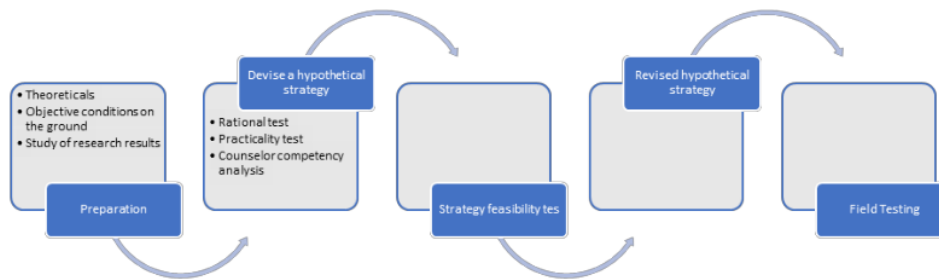 • Theoreticals
• Objective conditions on
the ground
• Study of research results
Preparation
Devise a hypothetical
strategy
• Rational test
• Practicality test
• Counselor competency
analysis
Strategy feasibility tes
Revised hypothetical
strategy
Field Testing